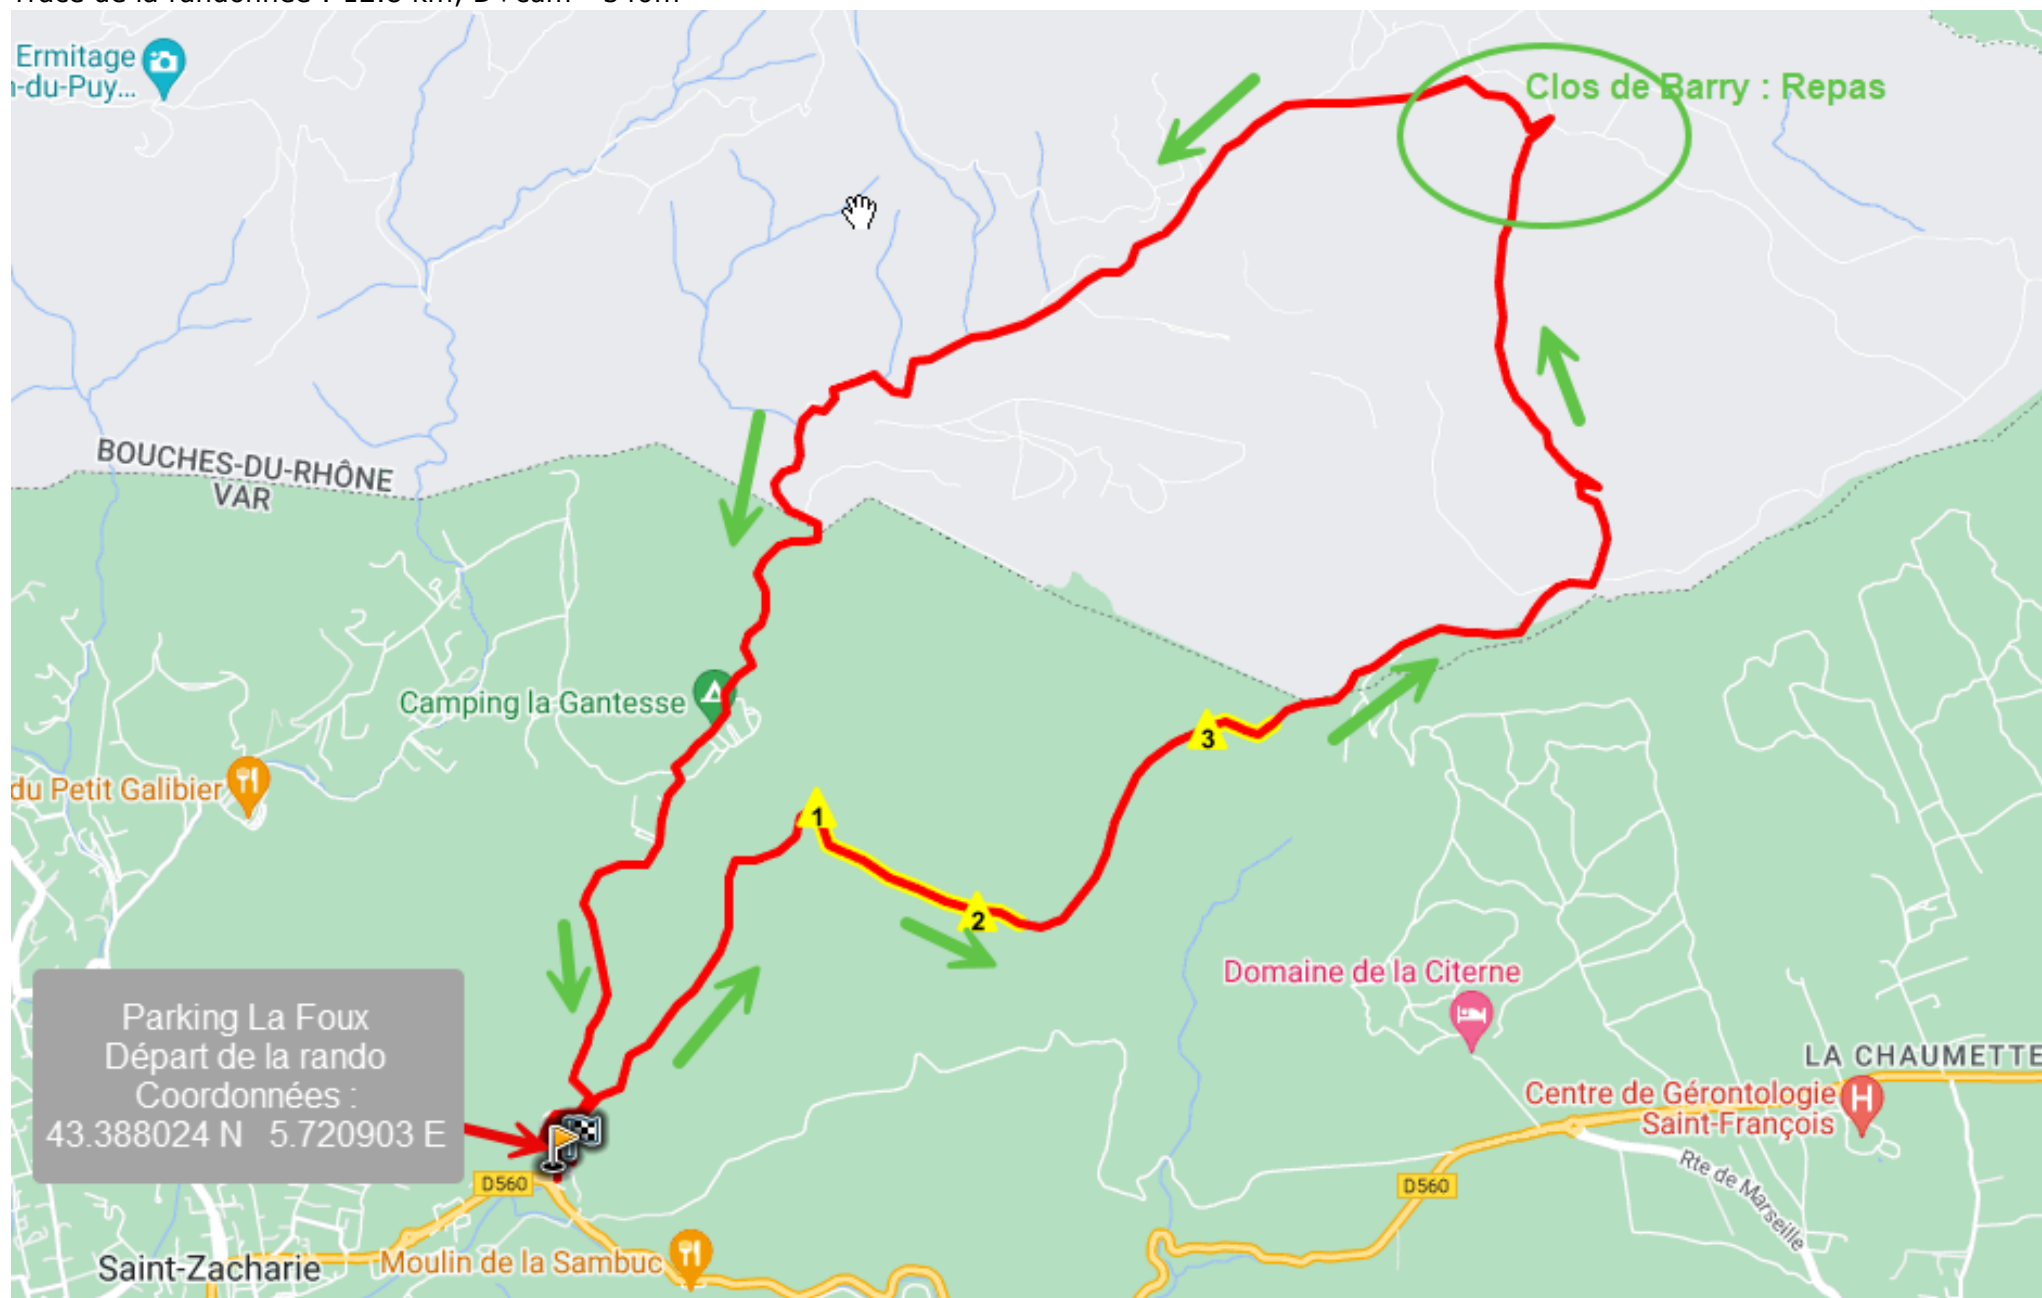 Ermitage
n-du-Puy...
Clos de Barry : Repas
BOUCHES-DU-RHÔNE
VAR
Camping la Gantesse
du Petit Galibier
1
2
3
Domaine de la Citerne
LA CHAUMETTE
Centre de Gérontologie
Saint-François
Parking La Foux
Départ de la rando
Coordonnées :
43.388024 N 5.720903 E
D560
D560
Rte de Marseille
Saint-Zacharie
Moulin de la Sambuc